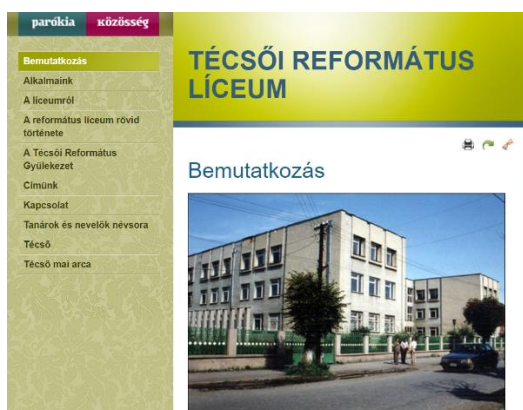 parókia
közösség
Bemutatkozás
Alkalmaink
A líceumról
A református líceum rövid
története
A Técsői Református
Gyülekezet
Címünk
Kapcsolat
Tanárok és nevelők névsora
Técső
Técső mai arca
TÉCSŐI REFORMÁTUS
LÍCEUM
Bemutatkozás